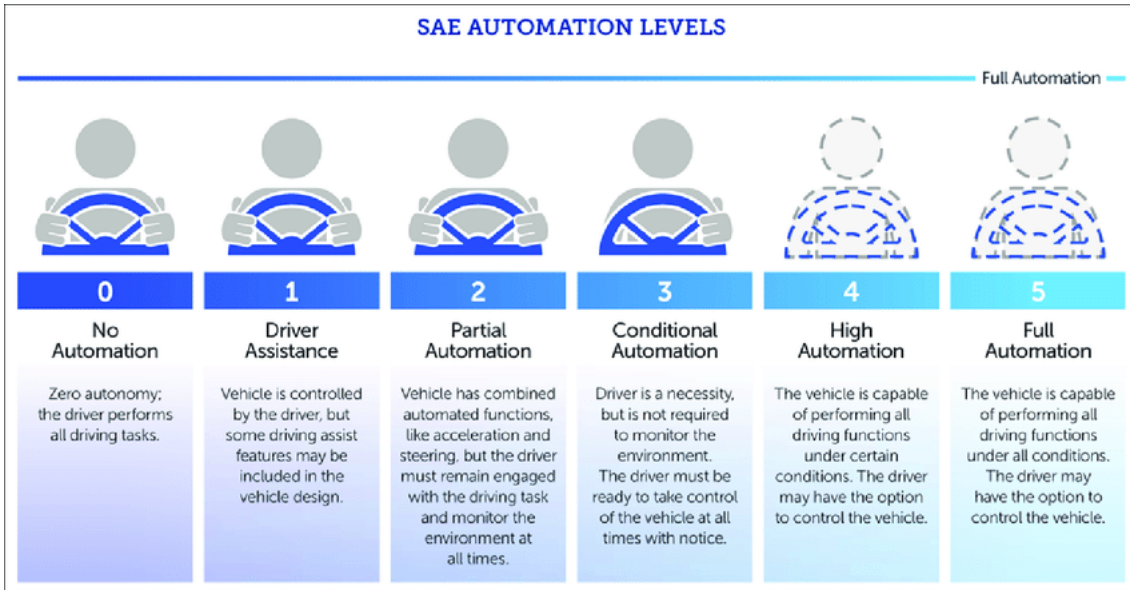 SAE AUTOMATION LEVELS
Full Automation
0
No
Automation
Zero autonomy;
the driver performs
all driving tasks.
1
Driver
Assistance
Vehicle is controlled
by the driver, but
some driving assist
features may be
included in the
vehicle design.
2
Partial
Automation
Vehicle has combined
automated functions,
like acceleration and
steering, but the driver
must remain engaged
with the driving task
and monitor the
environment at
all times.
3
Conditional
Automation
Driver is a necessity,
but is not required
to monitor the
environment.
The driver must be
ready to take control
of the vehicle at all
times with notice.
4
High
Automation
The vehicle is capable
of performing all
driving functions
under certain
conditions. The driver
may have the option
to control the vehicle.
5
Full
Automation
The vehicle is capable
of performing all
driving functions
under all conditions.
The driver may
have the option to
control the vehicle.